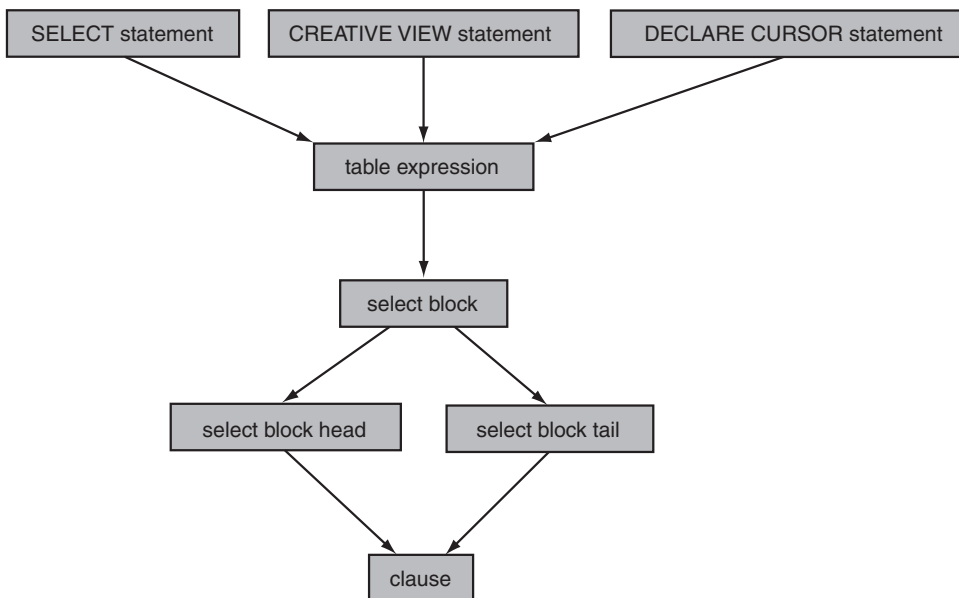 SELECT statement
CREATIVE VIEW statement
DECLARE CURSOR statement
table expression
select block
select block head
select block tail
clause